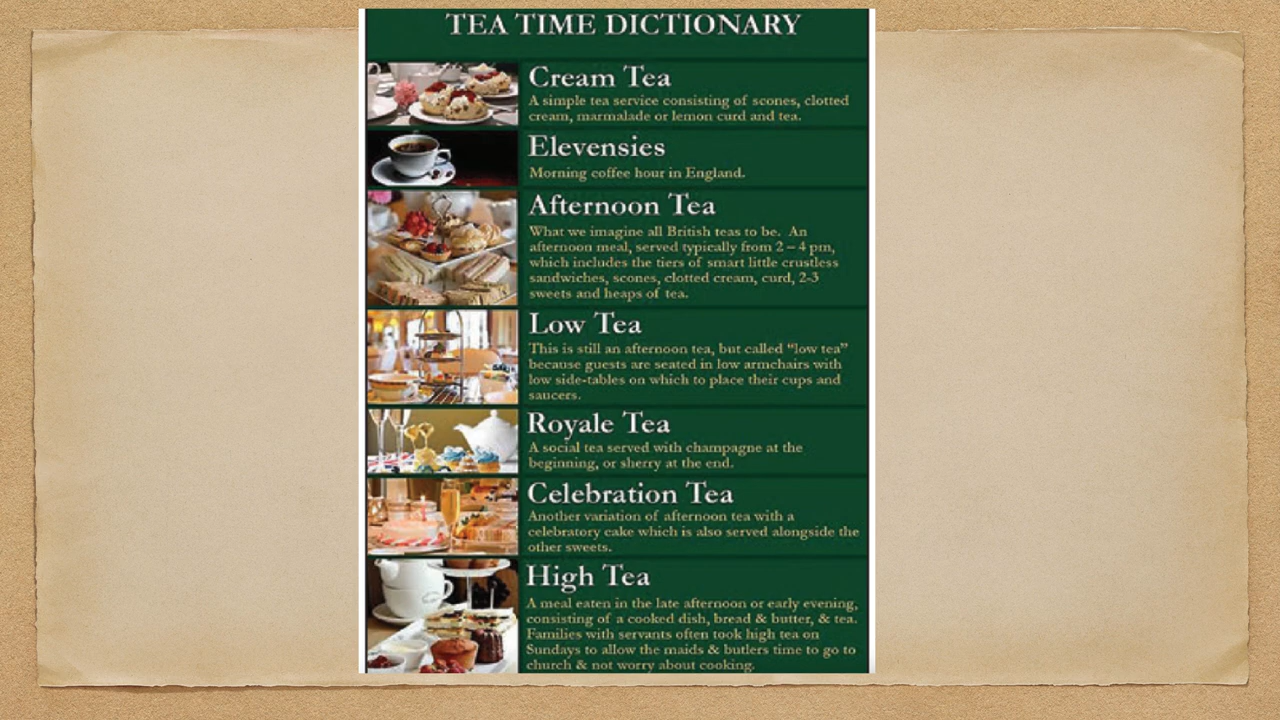 TEA TIME DICTIONARY
Cream Tea
A simple tea service consisting of scones, clotted
cream, marmalade or lemon curd and tea.
Elevensies
Morning coffee hour in England.
Afternoon Tea
What we imagine all British teas to be. An
afternoon meal, served typically from 2 – 4 pm,
which includes the tiers of smart little crustless
sandwiches, scones, clotted cream, curd, 2-3
sweets and heaps of tea.
Low Tea
This is still an afternoon tea, but called “low tea”
because guests are seated in low armchairs with
low side-tables on which to place their cups and
saucers.
Royale Tea
A social tea served with champagne at the
beginning, or sherry at the end.
Celebration Tea
Another variation of afternoon tea with a
celebratory cake which is also served alongside the
other sweets.
High Tea
A meal eaten in the late afternoon or early evening,
consisting of a cooked dish, bread & butter, & tea.
Families with servants often took high tea on
Sundays to allow the maids & butlers time to go to
church & not worry about cooking.